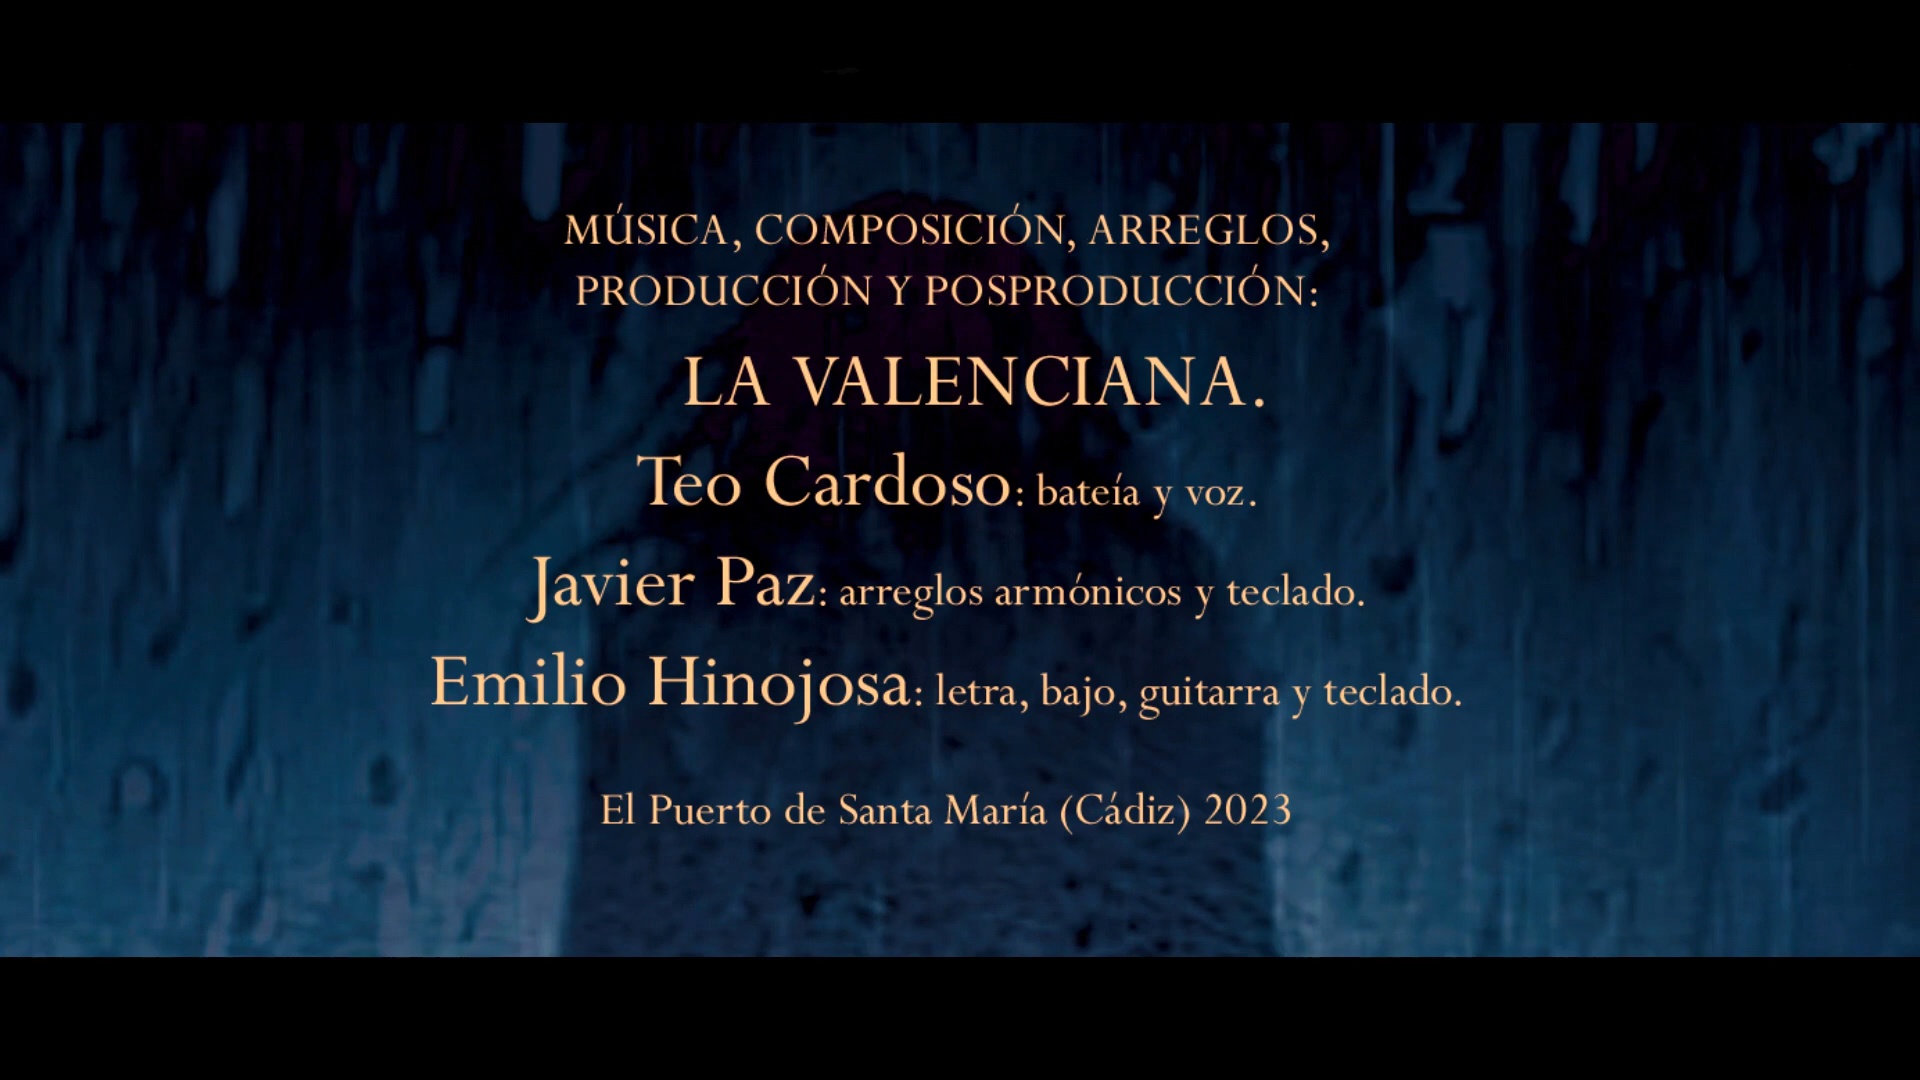 MÚSICA, COMPOSICIÓN, ARREGLOS,
PRODUCCIÓN Y POSPRODUCCIÓN:
LA VALENCIANA.
Teo Cardoso: bateía y voz.
Javier Paz: arreglos armónicos y teclado.
Emilio Hinojosa: letra, bajo, guitarra y teclado.
El Puerto de Santa María (Cádiz) 2023